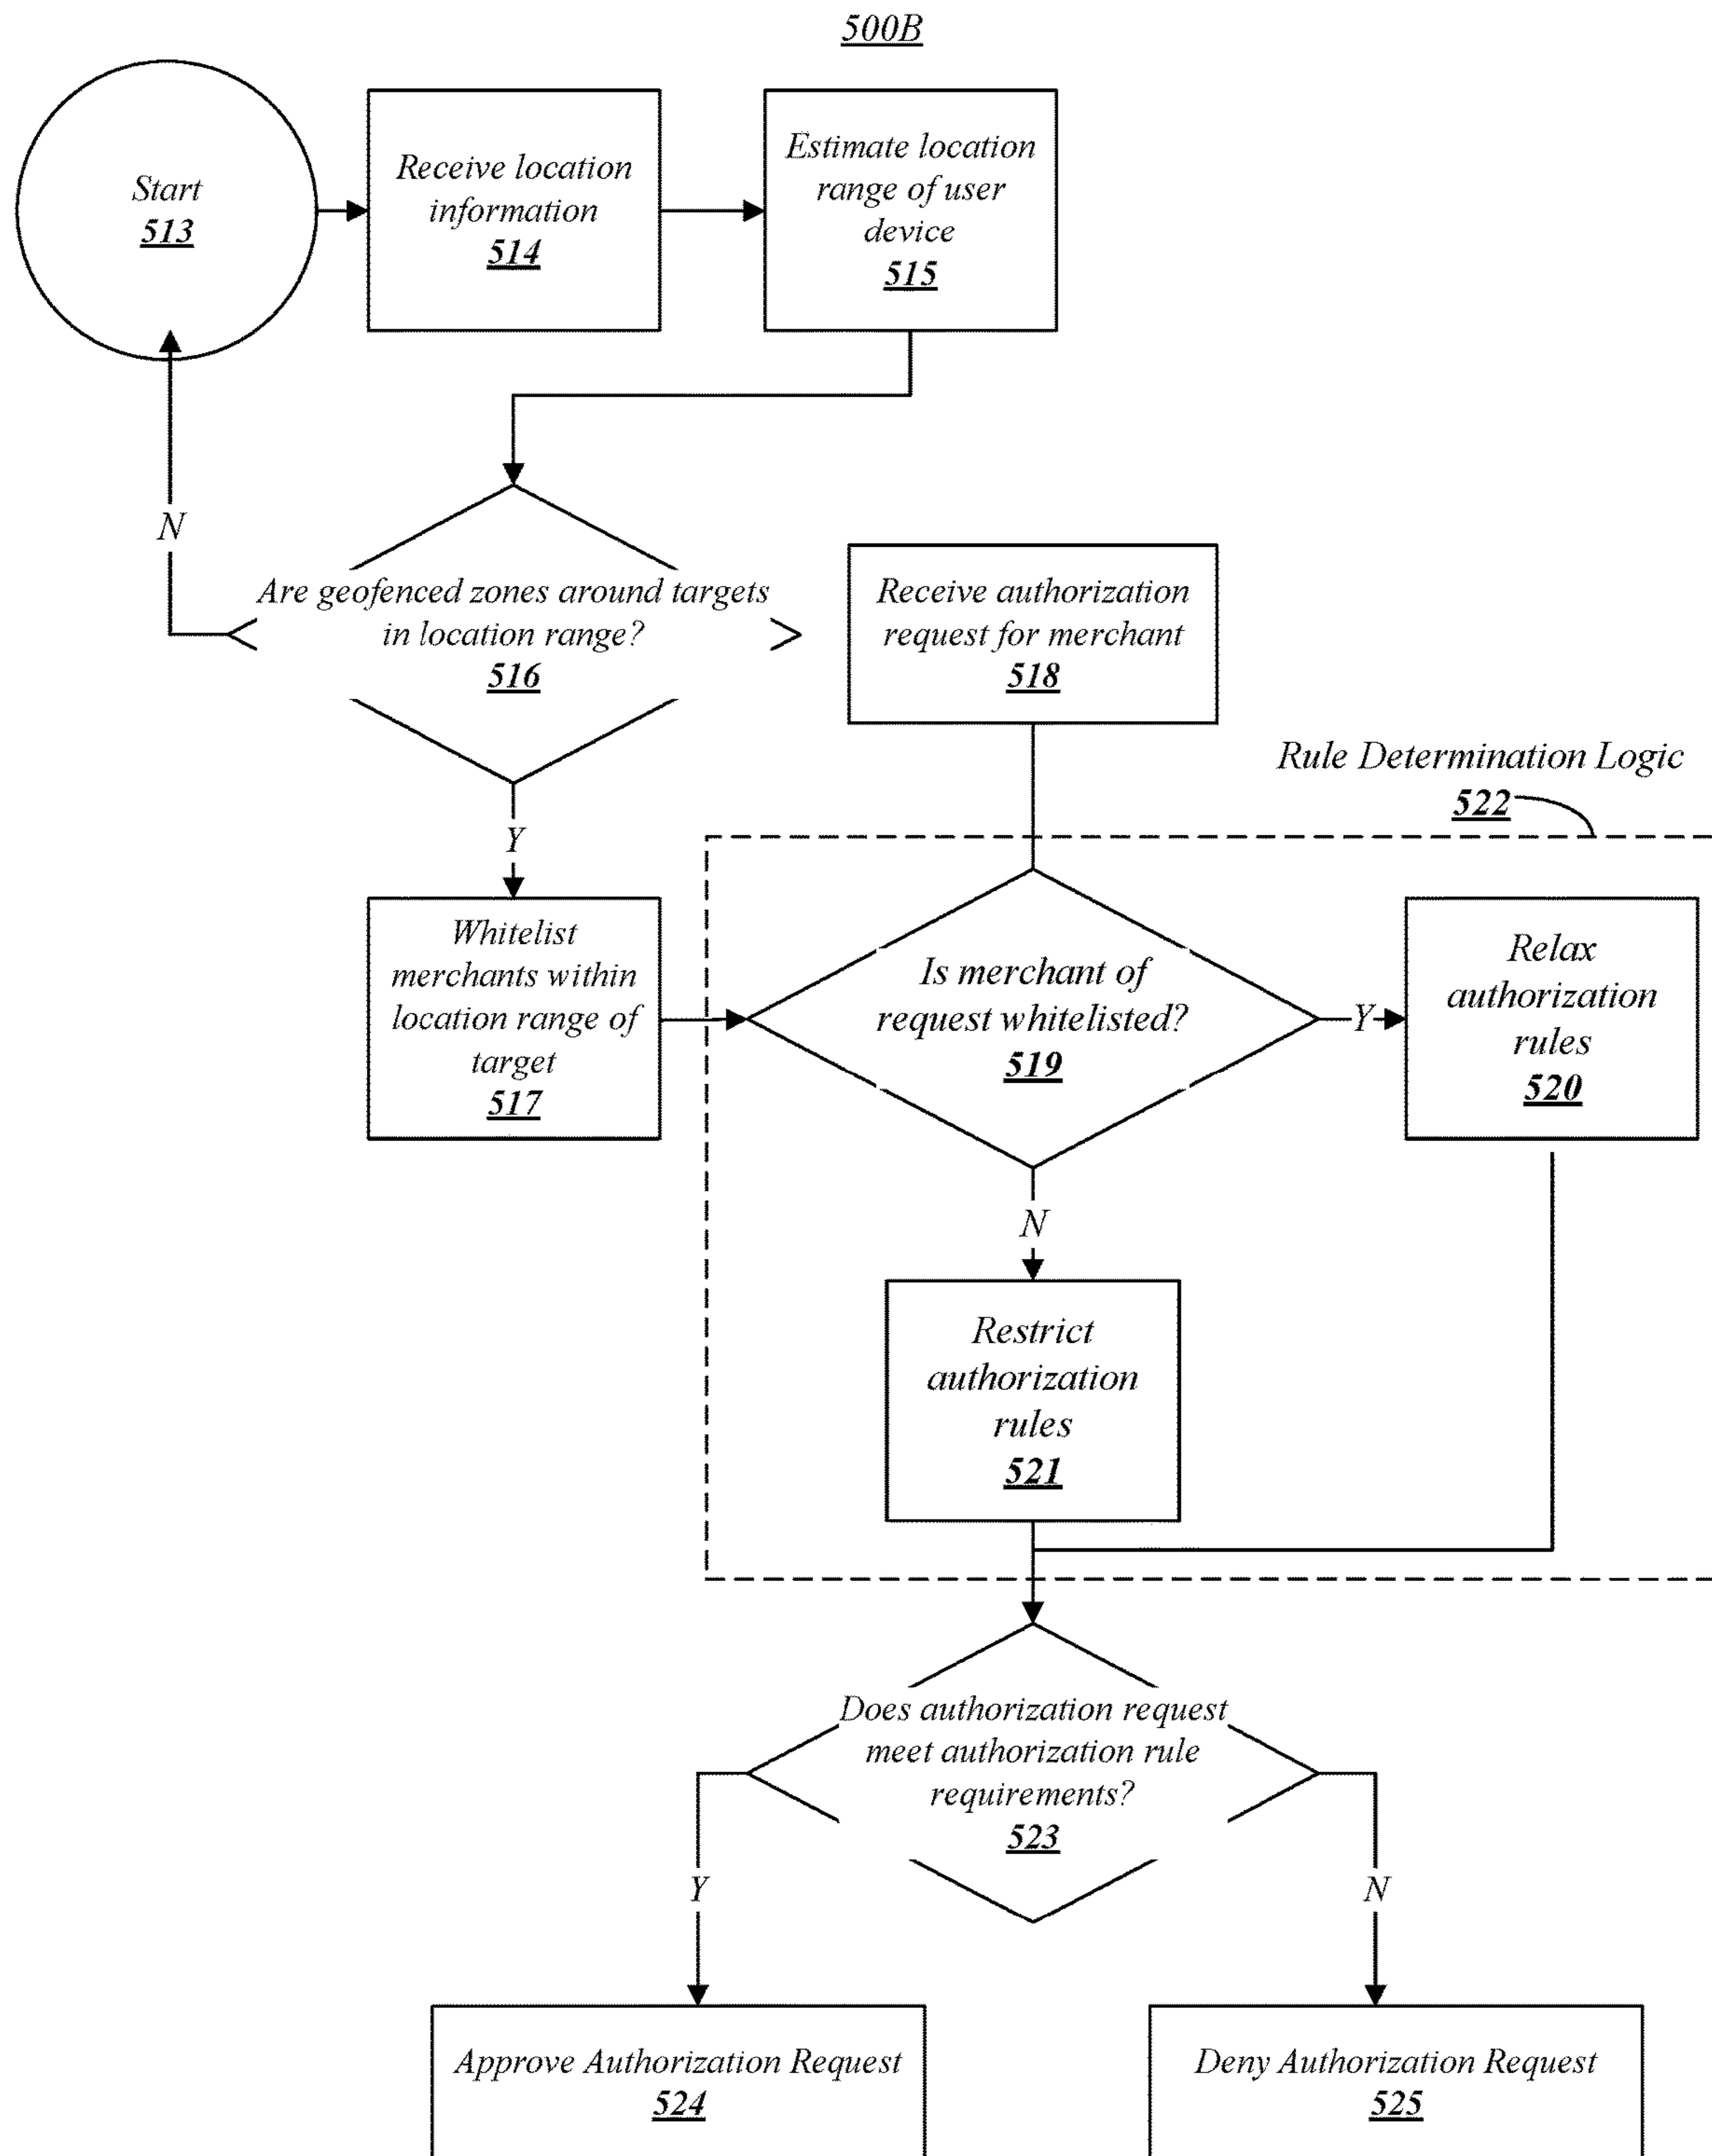 500B
Start
513
Receive location
information
514
Estimate location
range of user
device
515
N
Are geofenced zones around targets
in location range?
516
Receive authorization
request for merchant
518
Rule Determination Logic
522
Y
Whitelist
merchants within
location range of
target
517
Is merchant of
request whitelisted?
519
Y
Relax
authorization
rules
520
N
Restrict
authorization
rules
521
Does authorization request
meet authorization rule
requirements?
523
Y
N
Approve Authorization Request
524
Deny Authorization Request
525